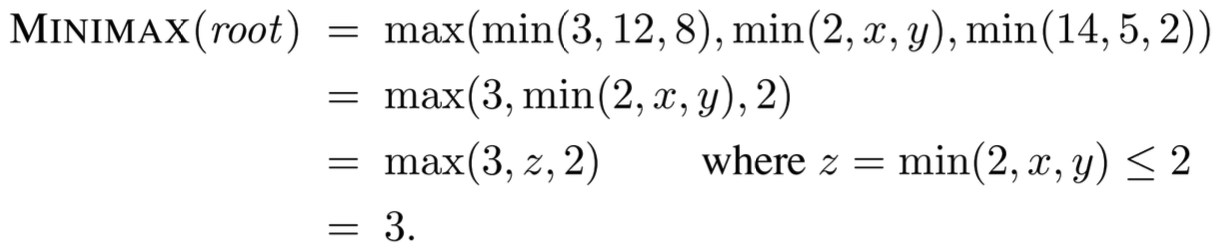 MINIMAX(root) = max(min(3, 12, 8), min(2, x, y), min(14, 5, 2))
= max(3, min(2, x, y), 2)
= max(3, z, 2) where z = min(2, x, y) ≤ 2
= 3.